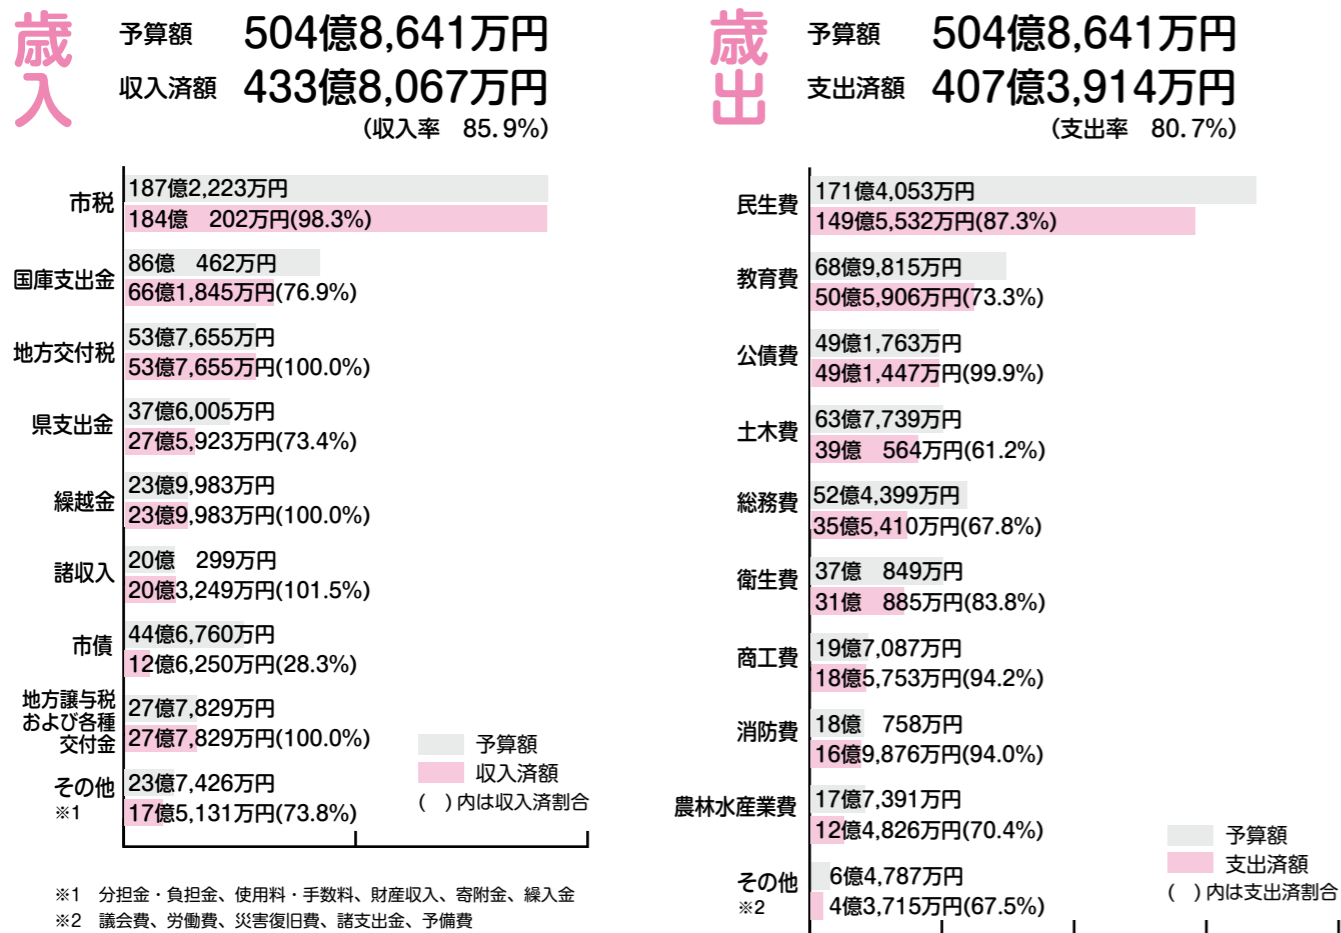 歳入
予算額 504億8,641万円
収入済額 433億8,067万円
(収入率 85.9%)
市税
187億2,223万円
184億 202万円(98.3%)
国庫支出金
86億 462万円
66億1,845万円(76.9%)
地方交付税
53億7,655万円
53億7,655万円(100.0%)
県支出金
37億6,005万円
27億5,923万円(73.4%)
繰越金
23億9,983万円
23億9,983万円(100.0%)
諸収入
20億 299万円
20億3,249万円(101.5%)
市債
44億6,760万円
12億6,250万円(28.3%)
地方譲与税
および各種
交付金
27億7,829万円
27億7,829万円(100.0%)
その他
※1
23億7,426万円
17億5,131万円(73.8%)
予算額
収入済額
( )内は収入済割合
※1 分担金・負担金、使用料・手数料、財産収入、寄附金、繰入金
※2 議会費、労働費、災害復旧費、諸支出金、予備費
歳出
予算額 504億8,641万円
支出済額 407億3,914万円
(支出率 80.7%)
民生費
171億4,053万円
149億5,532万円(87.3%)
教育費
68億9,815万円
50億5,906万円(73.3%)
公債費
49億1,763万円
49億1,447万円(99.9%)
土木費
63億7,739万円
39億 564万円(61.2%)
総務費
52億4,399万円
35億5,410万円(67.8%)
衛生費
37億 849万円
31億 885万円(83.8%)
商工費
19億7,087万円
18億5,753万円(94.2%)
消防費
18億 758万円
16億9,876万円(94.0%)
農林水産業費
17億7,391万円
12億4,826万円(70.4%)
その他
※2
6億4,787万円
4億3,715万円(67.5%)
予算額
支出済額
( )内は支出済割合